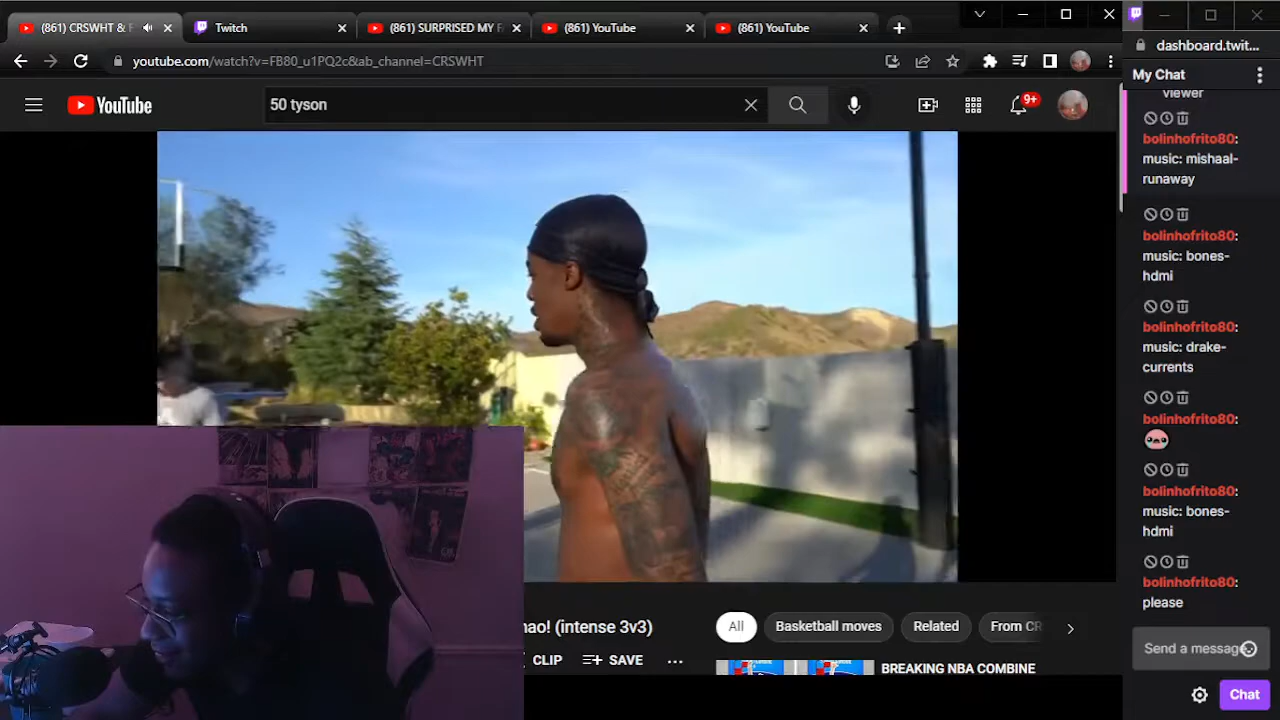 (861) CRSWHT & F
Twitch
(861) SURPRISED MY F
(861) YouTube
(861) YouTube
dashboard.twit...
youtube.com/watch?v=FB80_u1PQ2c&ab_channel=CRSWHT
My Chat
YouTube
50 tyson
9+
viewer
bolinhofrito80:
music: mishaal-
runaway
bolinhofrito80:
music: bones-
hdmi
bolinhofrito80:
music: drake-
currents
bolinhofrito80:
bolinhofrito80:
music: bones-
hdmi
bolinhofrito80:
please
nao! (intense 3v3)
All
Basketball moves
Related
From CR
CLIP
SAVE
...
BREAKING NBA COMBINE
Send a message
Chat